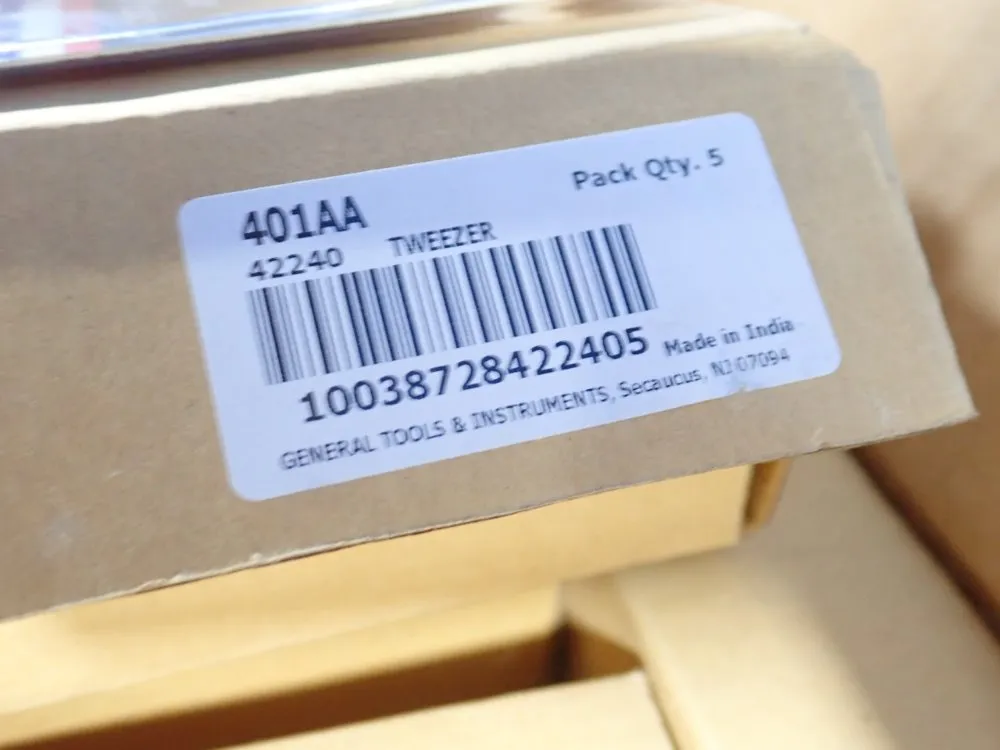 401AA
Pack Qty. 5
42240 TWEEZER
10038728422405 Made in India
GENERAL TOOLS & INSTRUMENTS, Secaucus, NJ 07094